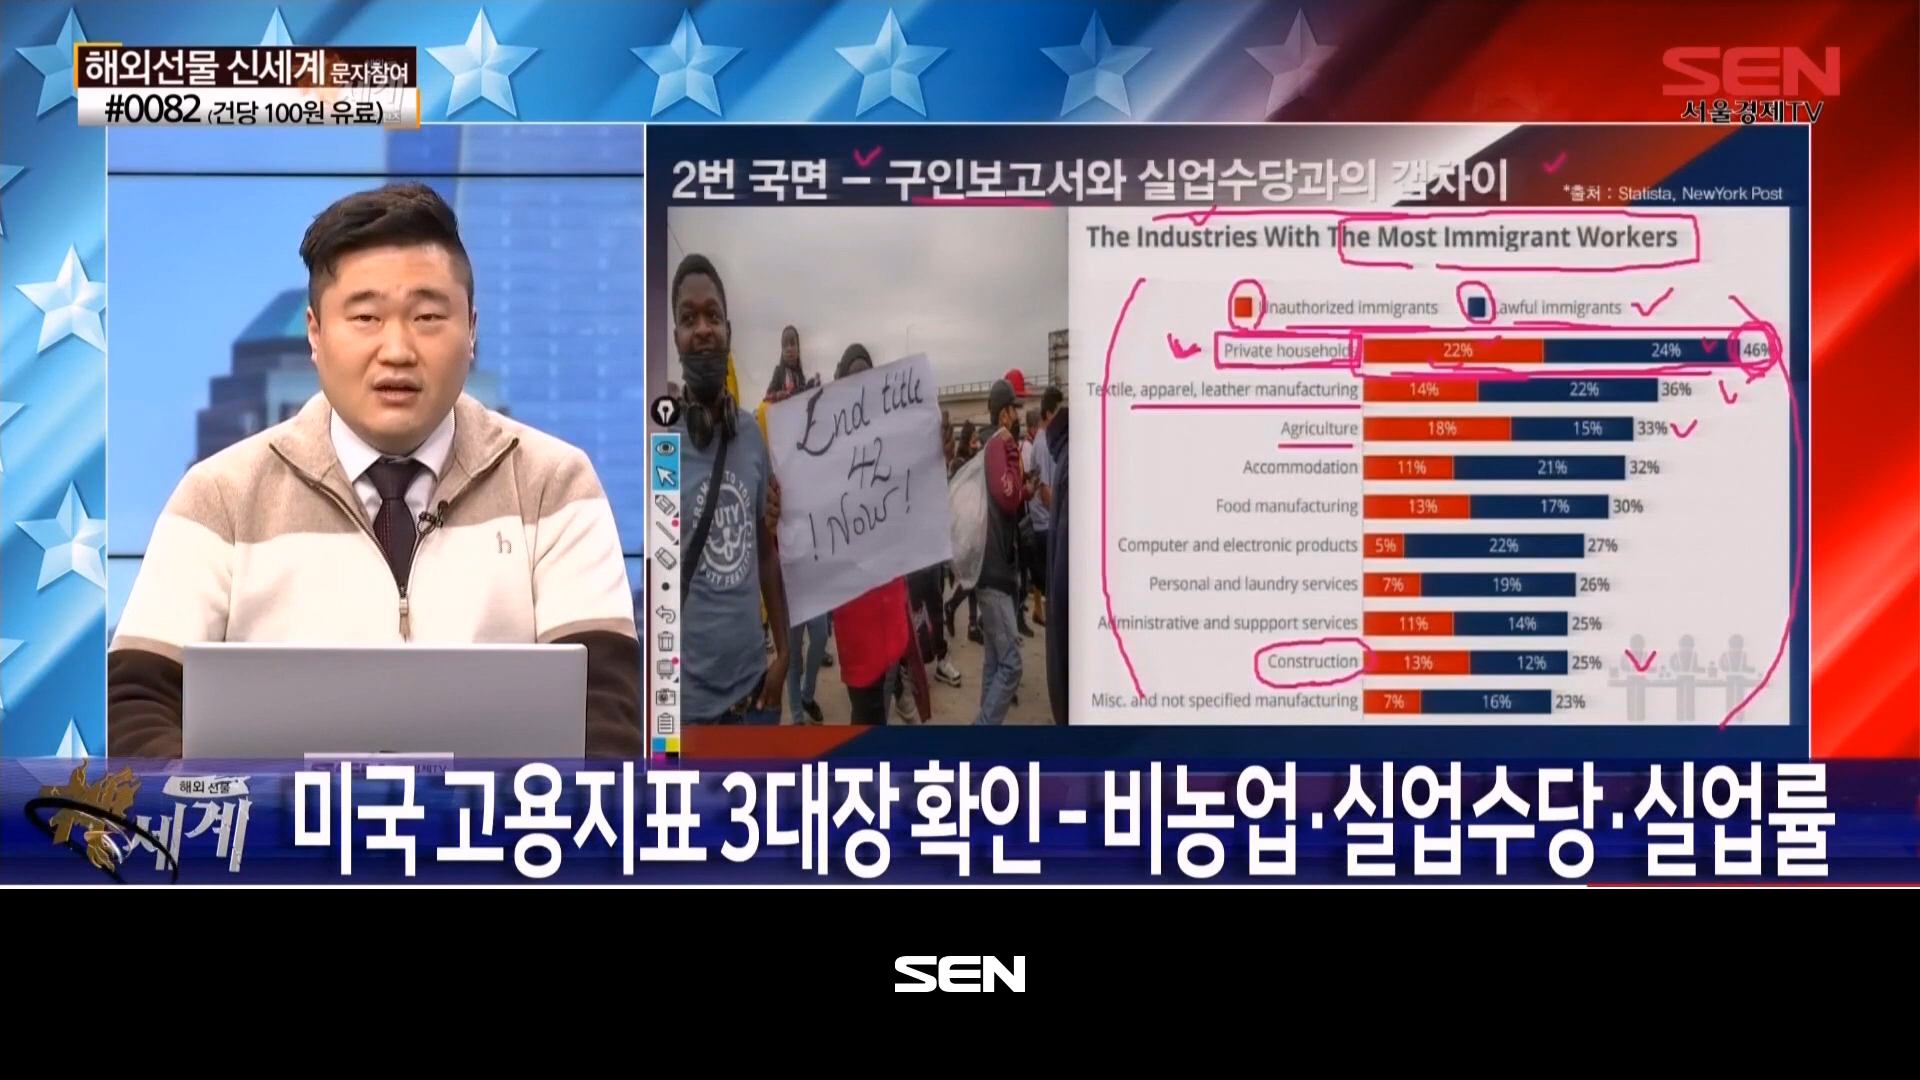 해외선물 신세계 문자참여
#0082 (건당 100원 유료)
SEN
서울경제TV
2번 국면 - 구인보고서와 실업수당과의 갭차이
*출처 : Statista, NewYork Post
The Industries With The Most Immigrant Workers
Unauthorized immigrants
Lawful immigrants
Private households 22% 24% 46%
Textile, apparel, leather manufacturing 14% 22% 36%
Agriculture 18% 15% 33%
Accommodation 11% 21% 32%
Food manufacturing 13% 17% 30%
Computer and electronic products 5% 22% 27%
Personal and laundry services 7% 19% 26%
Administrative and suppport services 11% 14% 25%
Construction 13% 12% 25%
Misc. and not specified manufacturing 7% 16% 23%
End title
42
! Now !
해외선물
세계
미국 고용지표 3대장 확인 - 비농업·실업수당·실업률
SEN